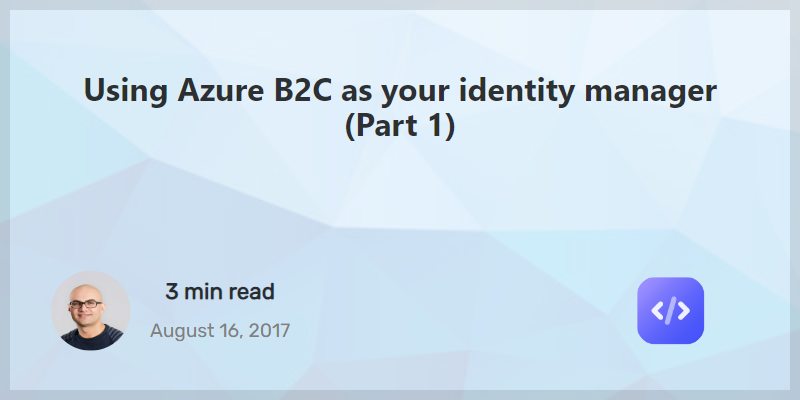 Using Azure B2C as your identity manager
(Part 1)
3 min read
August 16, 2017